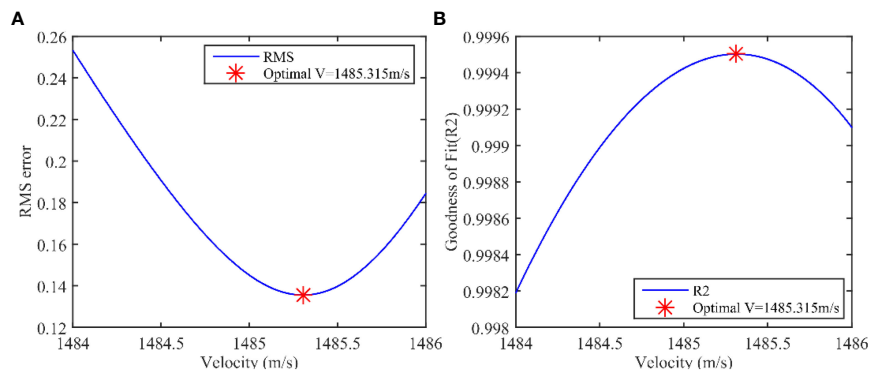 A
0.26
0.24
0.22
0.2
0.18
0.16
0.14
0.12
RMS error
1484
1484.5
1485
1485.5
1486
Velocity (m/s)
RMS
Optimal V=1485.315m/s
B
0.9996
0.9994
0.9992
0.999
0.9988
0.9986
0.9984
0.9982
0.998
Goodness of Fit(R2)
1484
1484.5
1485
1485.5
1486
Velocity (m/s)
R2
Optimal V=1485.315m/s